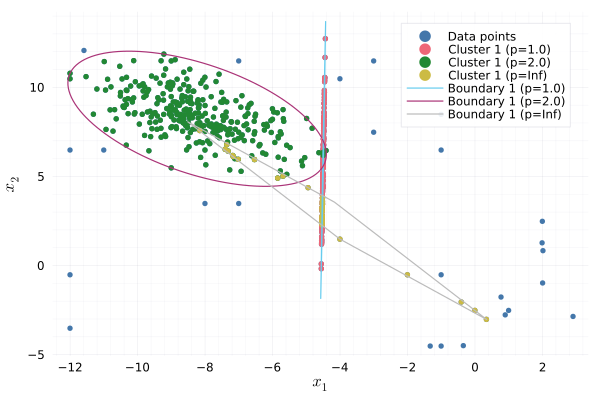 Data points
Cluster 1 (p=1.0)
Cluster 1 (p=2.0)
Cluster 1 (p=Inf)
Boundary 1 (p=1.0)
Boundary 1 (p=2.0)
Boundary 1 (p=Inf)
10
5
0
−5
x₂
−12 −10 −8 −6 −4 −2 0 2
x₁